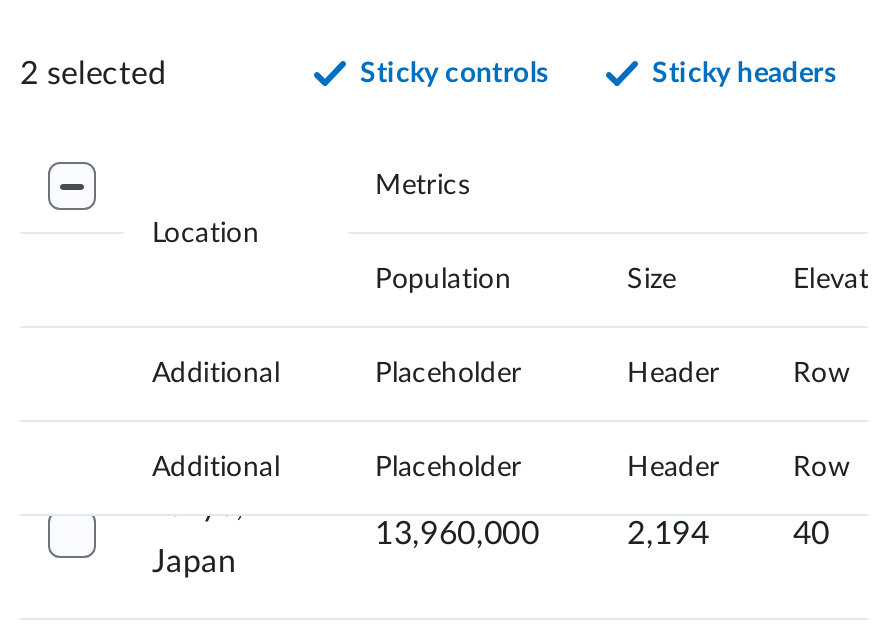 2 selected Sticky controls Sticky headers
Metrics
Location
Population Size Elevat
Additional Placeholder Header Row
Additional Placeholder Header Row
13,960,000 2,194 40
Japan